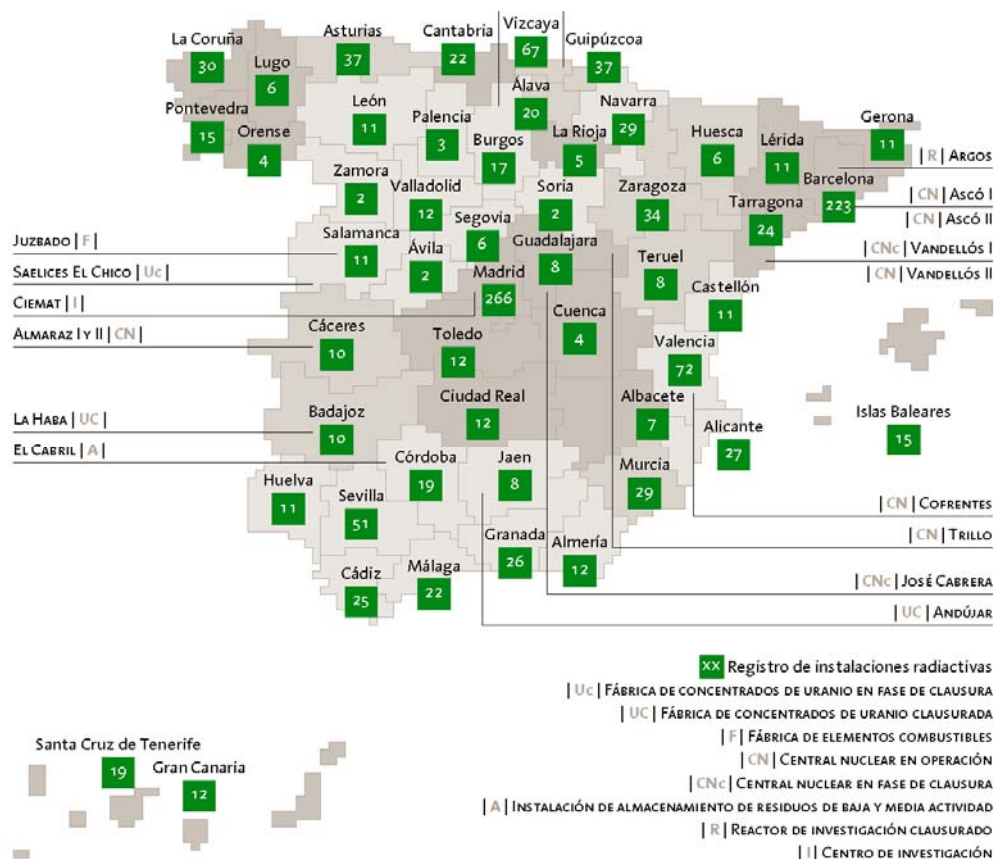 Vizcaya
67
Asturias
37
Cantabria
22
Guipúzcoa
37
La Coruña
30
Lugo
6
León
11
Palencia
3
Álava
20
Navarra
29
Pontevedra
15
Orense
4
Burgos
17
La Rioja
5
Huesca
6
Lérida
11
Gerona
11
| R | Argos
Zamora
2
Valladolid
12
Soria
2
Zaragoza
34
Tarragona
24
Barcelona
223
| CN | Ascó I
| CN | Ascó II
Salamanca
11
Ávila
2
Segovia
6
Guadalajara
8
Teruel
8
| CNc | Vandellós I
| CN | Vandellós II
Juzbado | F |
Saelices El Chico | Uc |
Ciemat | I |
Almaraz I y II | CN |
Madrid
266
Castellón
11
Cáceres
10
Toledo
12
Cuenca
4
Valencia
72
La Haba | UC |
El Cabril | A |
Badajoz
10
Ciudad Real
12
Albacete
7
Alicante
27
Islas Baleares
15
Huelva
11
Sevilla
51
Córdoba
19
Jaen
8
Murcia
29
| CN | Cofrentes
| CN | Trillo
Cádiz
25
Málaga
22
Granada
26
Almería
12
| CNc | José Cabrera
| UC | Andújar
xx Registro de instalaciones radiactivas
| Uc | Fábrica de concentrados de uranio en fase de clausura
| UC | Fábrica de concentrados de uranio clausurada
| F | Fábrica de elementos combustibles
| CN | Central nuclear en operación
| CNc | Central nuclear en fase de clausura
| A | Instalación de almacenamiento de residuos de baja y media actividad
| R | Reactor de investigación clausurado
| I | Centro de investigación
Santa Cruz de Tenerife
19
Gran Canaria
12